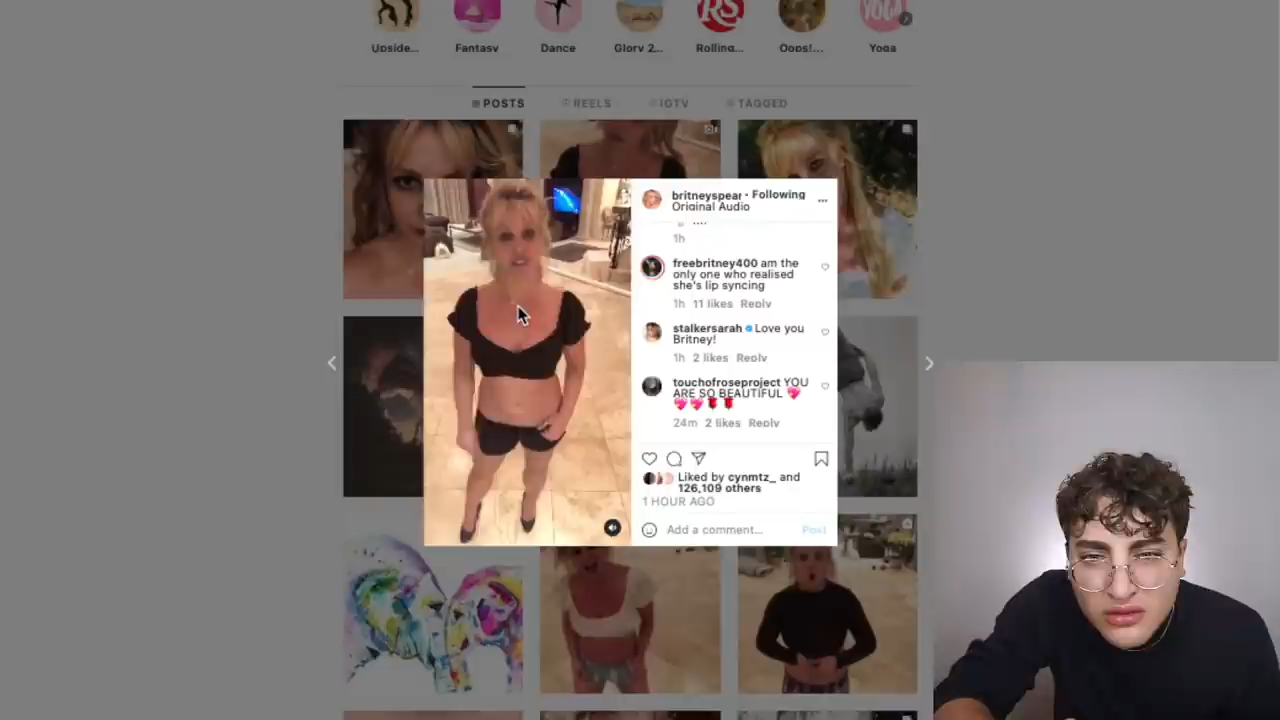 Upside... Fantasy Dance Glory 2... Rolling... Oops!... Yoga
RS
YOGA
POSTS REELS IGTV TAGGED
britneyspear • Following
Original Audio
1h
freebritney400 am the
only one who realised
she's lip syncing
1h 11 likes Reply
stalkersarah Love you
Britney!
1h 2 likes Reply
touchofroseproject YOU
ARE SO BEAUTIFUL 💖
💖💖🌹🌹
24m 2 likes Reply
Liked by cynmtz_ and
126,109 others
1 HOUR AGO
Add a comment... Post